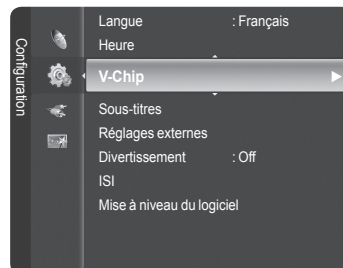 Configuration
Langue : Français
Heure
V-Chip
Sous-titres
Réglages externes
Divertissement : Off
ISI
Mise à niveau du logiciel